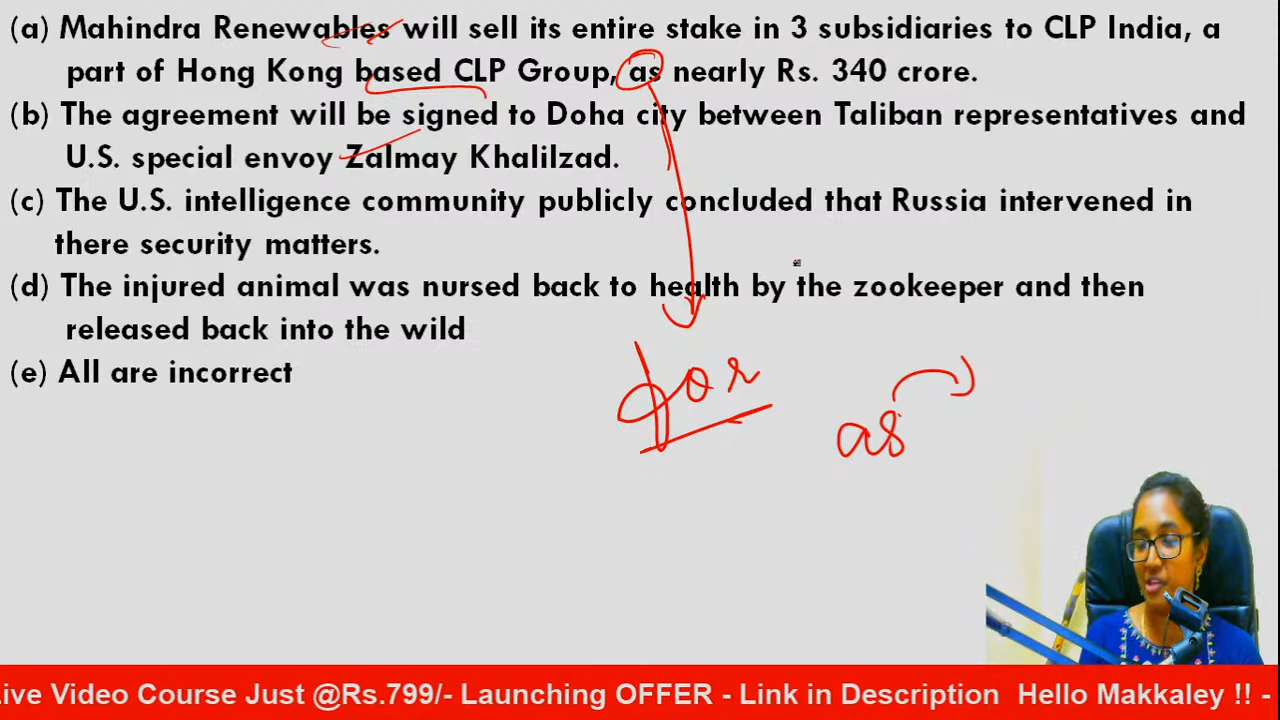 (a) Mahindra Renewables will sell its entire stake in 3 subsidiaries to CLP India, a
part of Hong Kong based CLP Group, as nearly Rs. 340 crore.
(b) The agreement will be signed to Doha city between Taliban representatives and
U.S. special envoy Zalmay Khalilzad.
(c) The U.S. intelligence community publicly concluded that Russia intervened in
there security matters.
(d) The injured animal was nursed back to health by the zookeeper and then
released back into the wild
(e) All are incorrect
for
as
ive Video Course Just @Rs.799/- Launching OFFER - Link in Description Hello Makkaley !! -